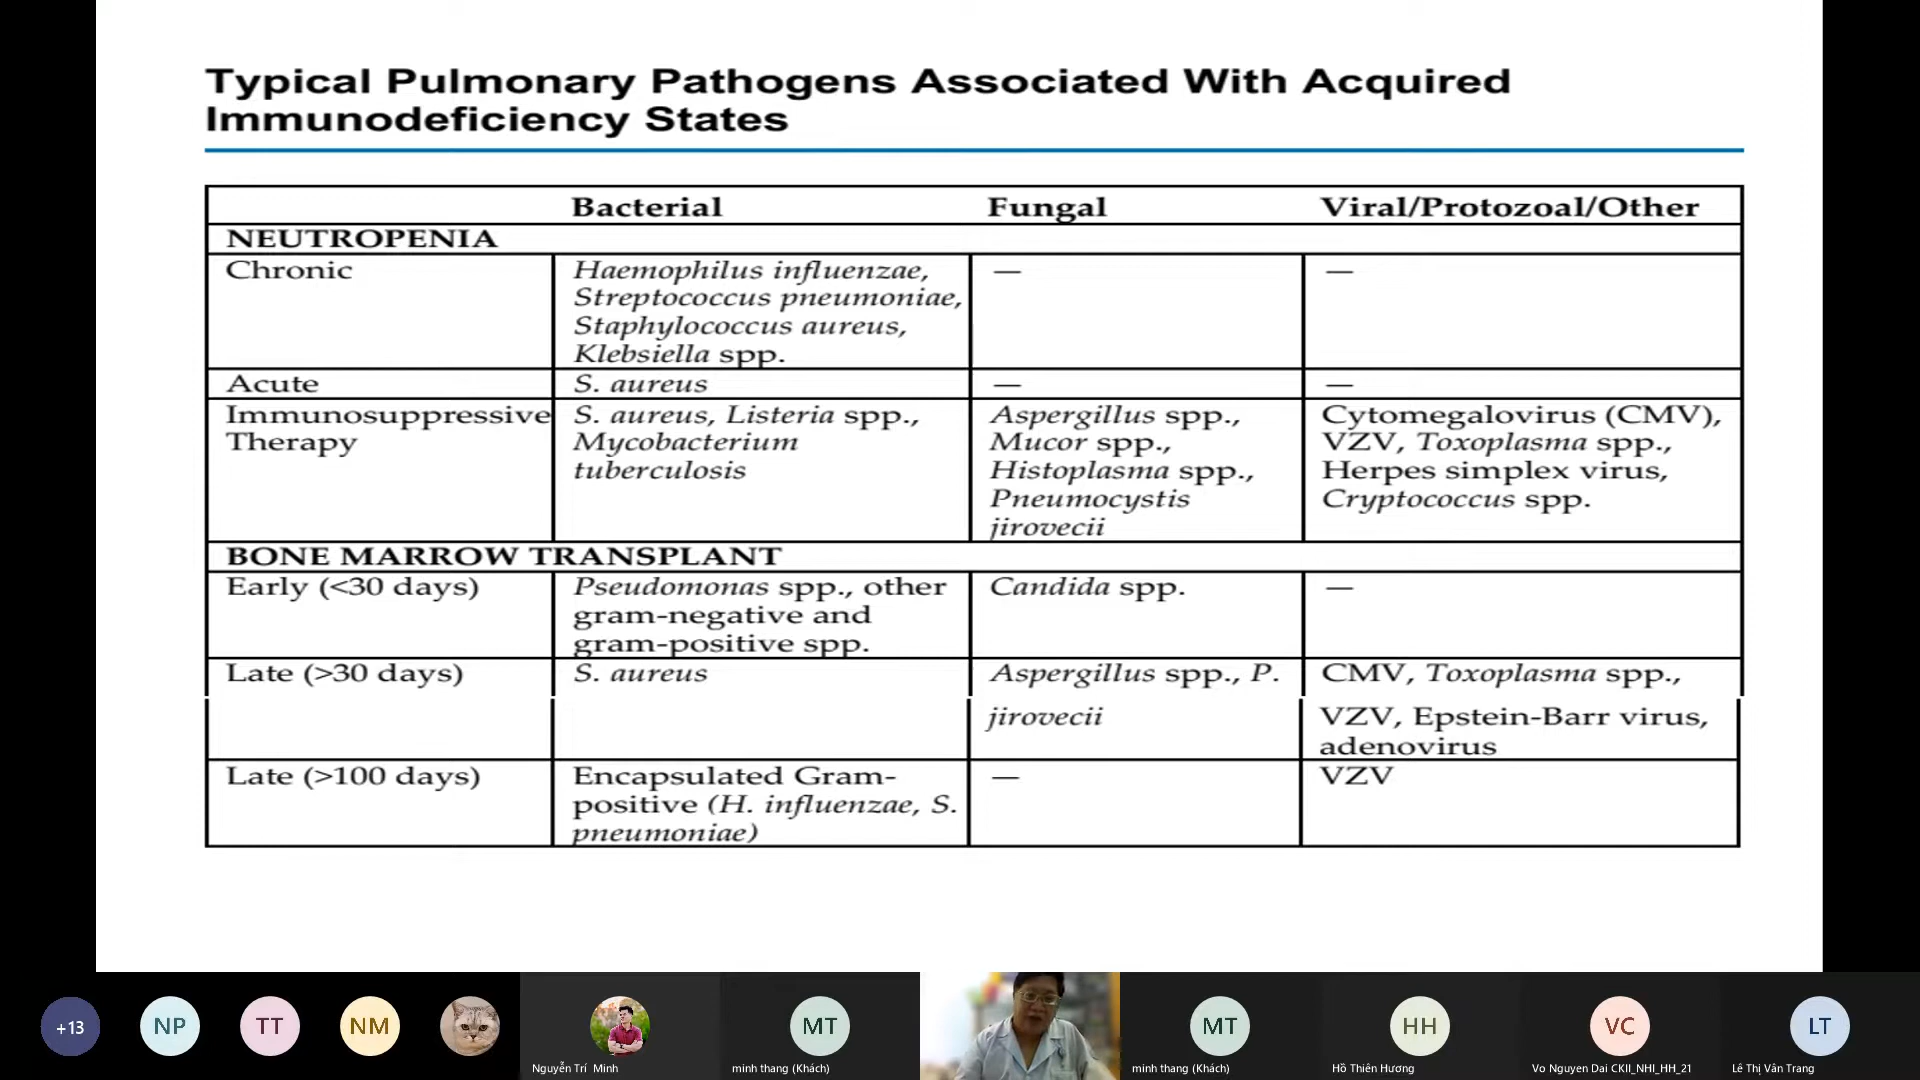 Typical Pulmonary Pathogens Associated With Acquired
Immunodeficiency States
Bacterial Fungal Viral/Protozoal/Other
NEUTROPENIA
Chronic
Haemophilus influenzae,
Streptococcus pneumoniae,
Staphylococcus aureus,
Klebsiella spp.
—
—
Acute
S. aureus
—
—
Immunosuppressive
Therapy
S. aureus, Listeria spp.,
Mycobacterium
tuberculosis
Aspergillus spp.,
Mucor spp.,
Histoplasma spp.,
Pneumocystis
jirovecii
Cytomegalovirus (CMV),
VZV, Toxoplasma spp.,
Herpes simplex virus,
Cryptococcus spp.
BONE MARROW TRANSPLANT
Early (<30 days)
Pseudomonas spp., other
gram-negative and
gram-positive spp.
Candida spp.
—
Late (>30 days)
S. aureus
Aspergillus spp., P.
jirovecii
CMV, Toxoplasma spp.,
VZV, Epstein-Barr virus,
adenovirus
Late (>100 days)
Encapsulated Gram-
positive (H. influenzae, S.
pneumoniae)
—
VZV
+13
NP
TT
NM
Nguyễn Trí Minh
MT
minh thang (Khách)
MT
minh thang (Khách)
HH
Hồ Thiên Hương
VC
Vo Nguyen Dai CKII_NHI_HH_21
LT
Lê Thị Vân Trang